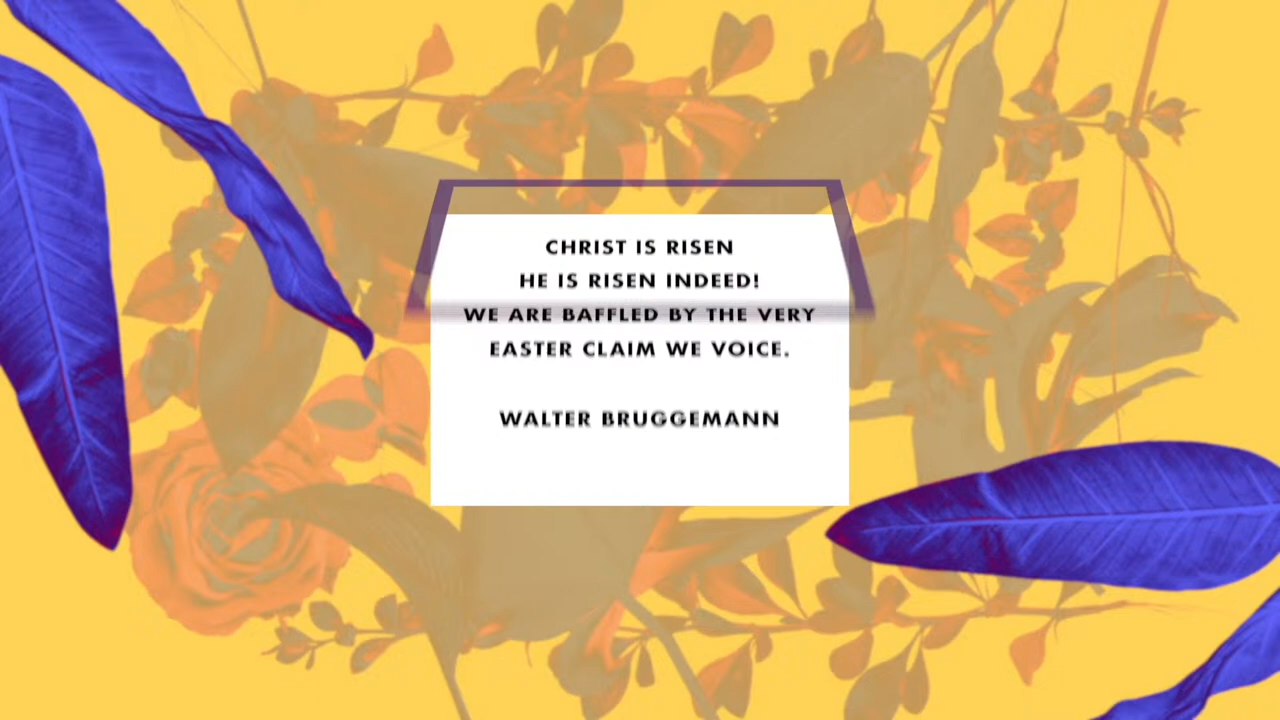 CHRIST IS RISEN
HE IS RISEN INDEED!
WE ARE BAFFLED BY THE VERY
EASTER CLAIM WE VOICE.
WALTER BRUGGEMANN